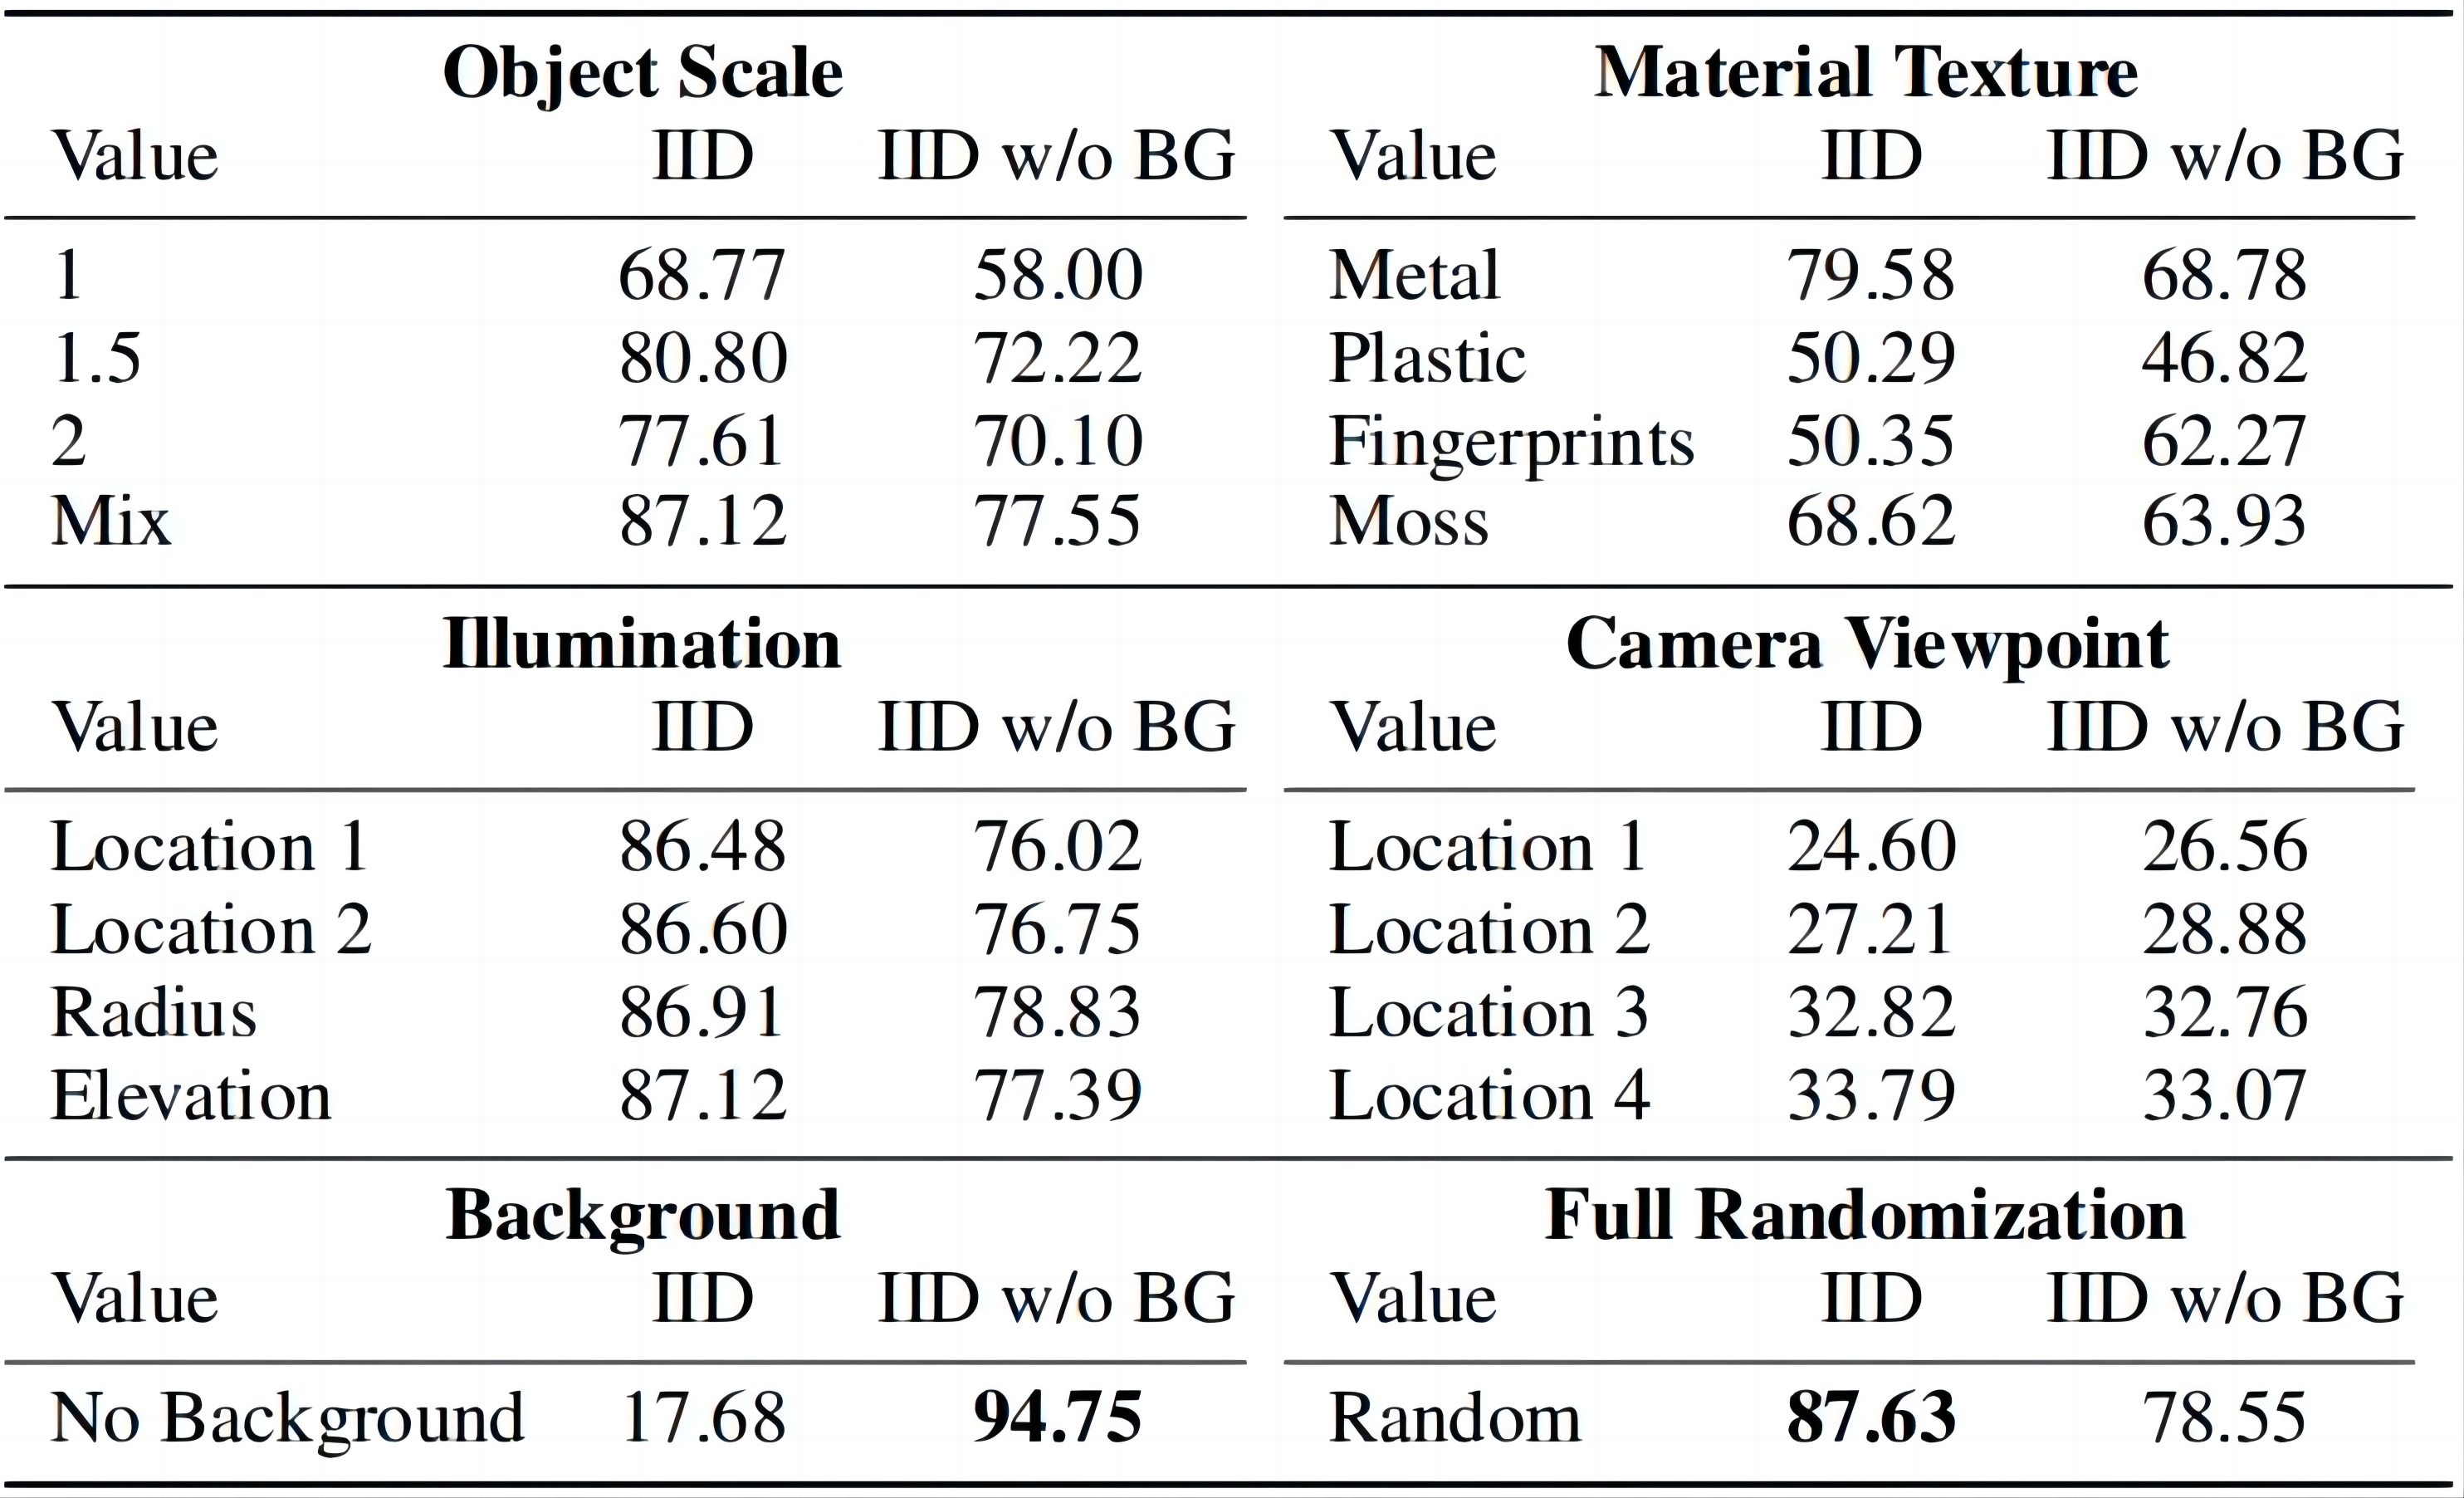 Object Scale Material Texture
Value IID IID w/o BG Value IID IID w/o BG
1 68.77 58.00 Metal 79.58 68.78
1.5 80.80 72.22 Plastic 50.29 46.82
2 77.61 70.10 Fingerprints 50.35 62.27
Mix 87.12 77.55 Moss 68.62 63.93
Illumination Camera Viewpoint
Value IID IID w/o BG Value IID IID w/o BG
Location 1 86.48 76.02 Location 1 24.60 26.56
Location 2 86.60 76.75 Location 2 27.21 28.88
Radius 86.91 78.83 Location 3 32.82 32.76
Elevation 87.12 77.39 Location 4 33.79 33.07
Background Full Randomization
Value IID IID w/o BG Value IID IID w/o BG
No Background 17.68 94.75 Random 87.63 78.55